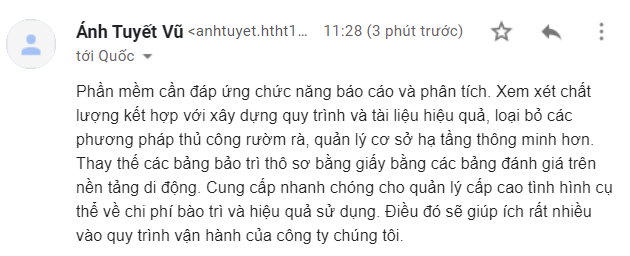 Ánh Tuyết Vũ <anhtuyet.htht1... 11:28 (3 phút trước)
tới Quốc
Phần mềm cần đáp ứng chức năng báo cáo và phân tích. Xem xét chất
lượng kết hợp với xây dựng quy trình và tài liệu hiệu quả, loại bỏ các
phương pháp thủ công rườm rà, quản lý cơ sở hạ tầng thông minh hơn.
Thay thế các bảng bảo trì thô sơ bằng giấy bằng các bảng đánh giá trên
nền tảng di động. Cung cấp nhanh chóng cho quản lý cấp cao tình hình cụ
thể về chi phí bào trì và hiệu quả sử dụng. Điều đó sẽ giúp ích rất nhiều
vào quy trình vận hành của công ty chúng tôi.